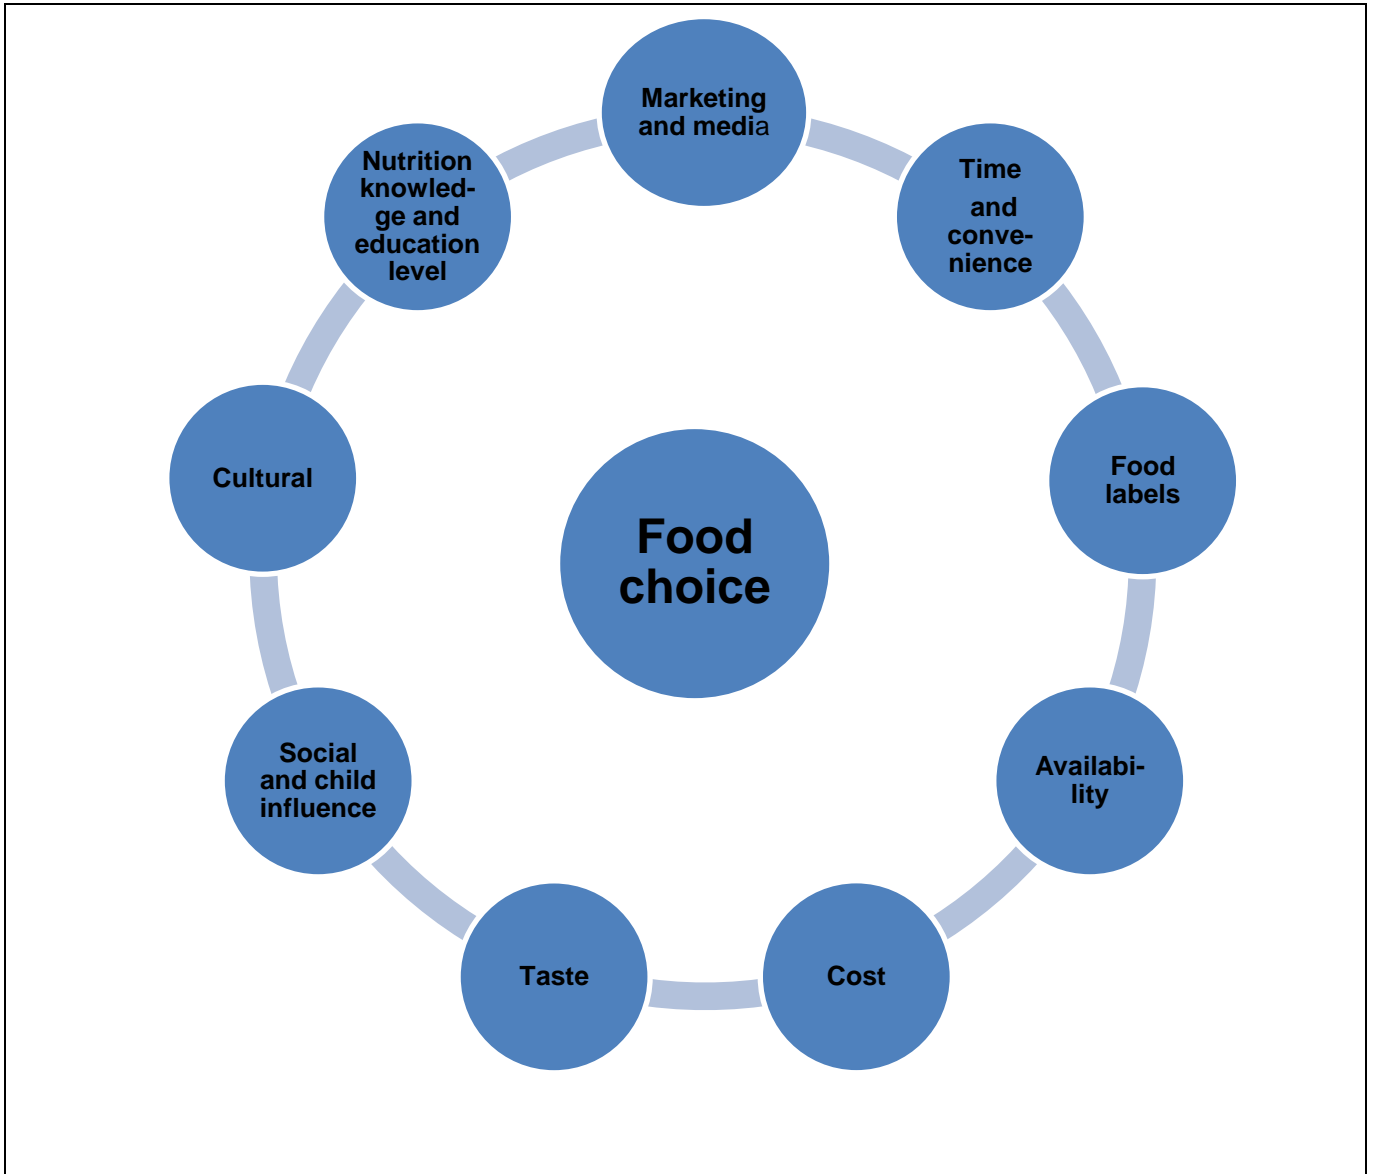 Marketing
and media
Time
and
conve-
nience
Food
labels
Availabi-
lity
Cost
Taste
Social
and child
influence
Cultural
Nutrition
knowled-
ge and
education
level
Food
choice